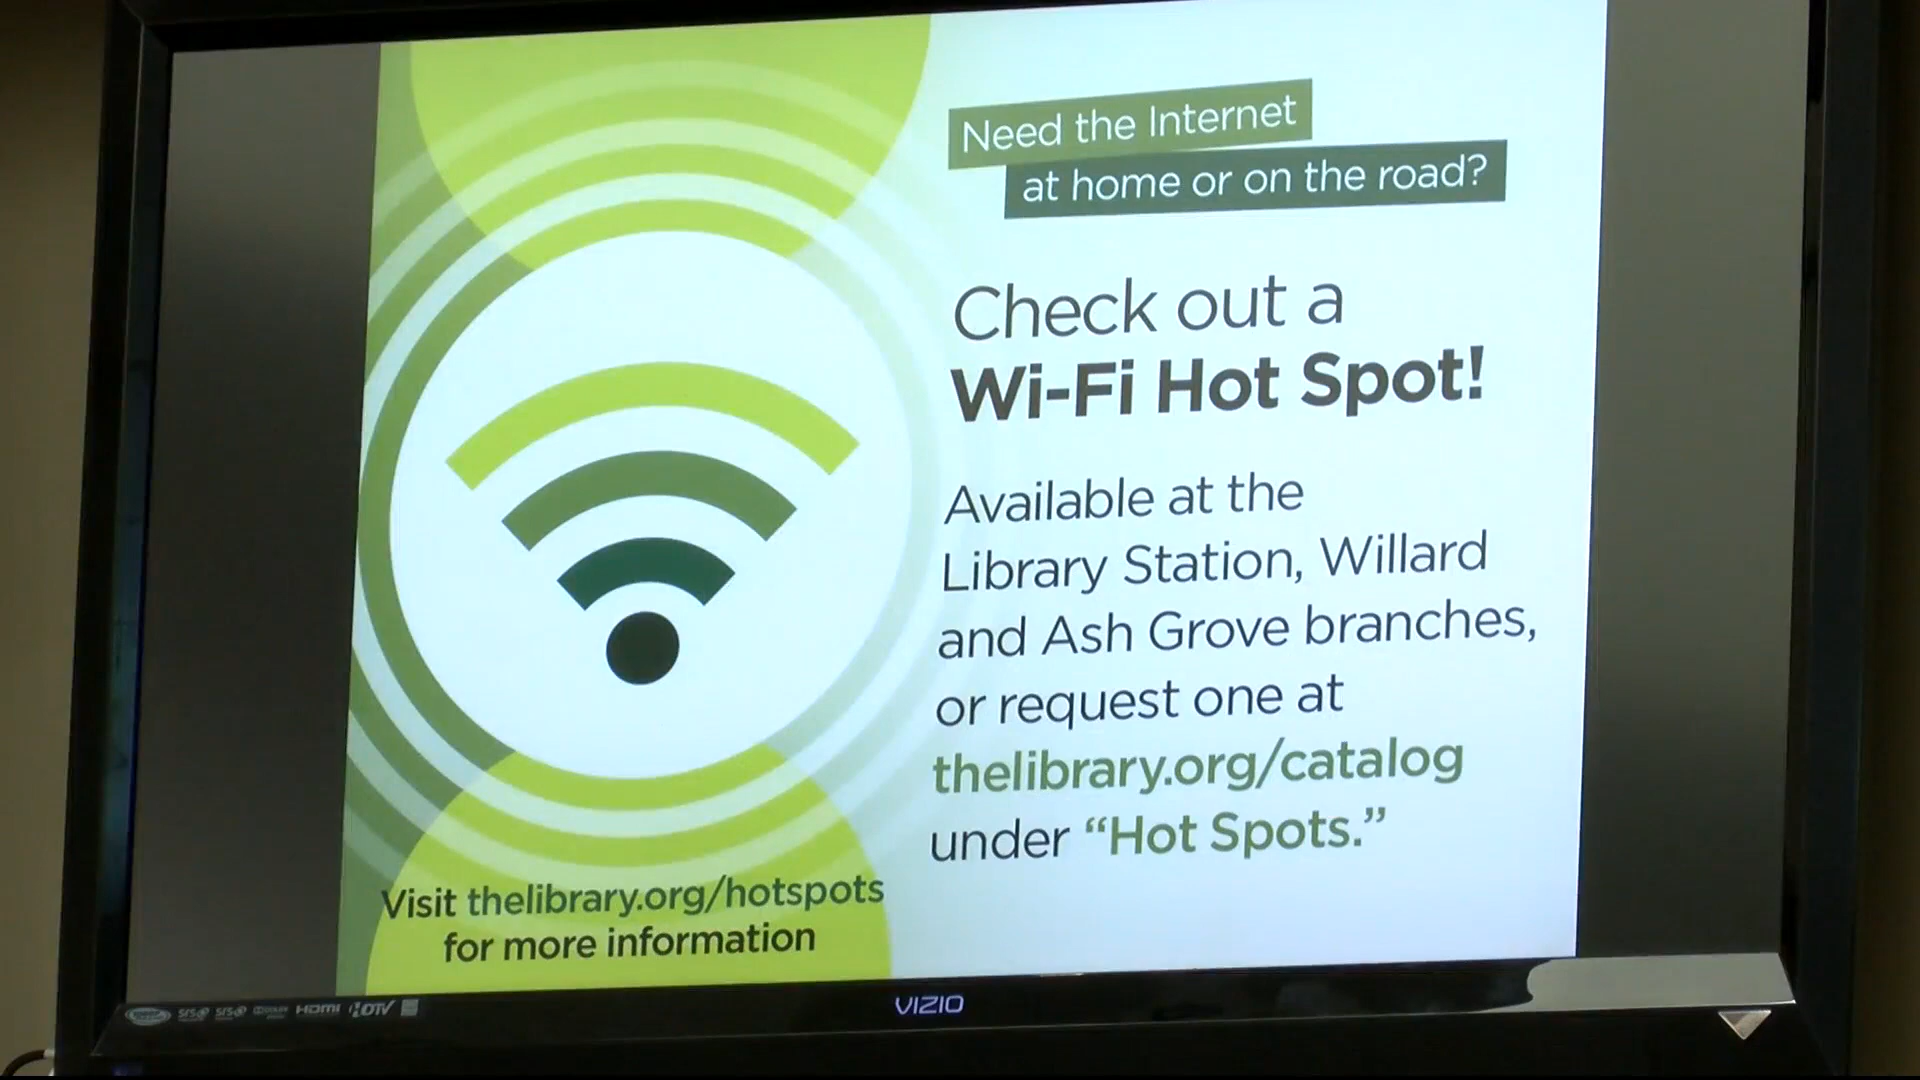 Need the Internet
at home or on the road?
Check out a
Wi-Fi Hot Spot!
Available at the
Library Station, Willard
and Ash Grove branches,
or request one at
thelibrary.org/catalog
under “Hot Spots.”
Visit thelibrary.org/hotspots
for more information
HDMI HDTV
VIZIO